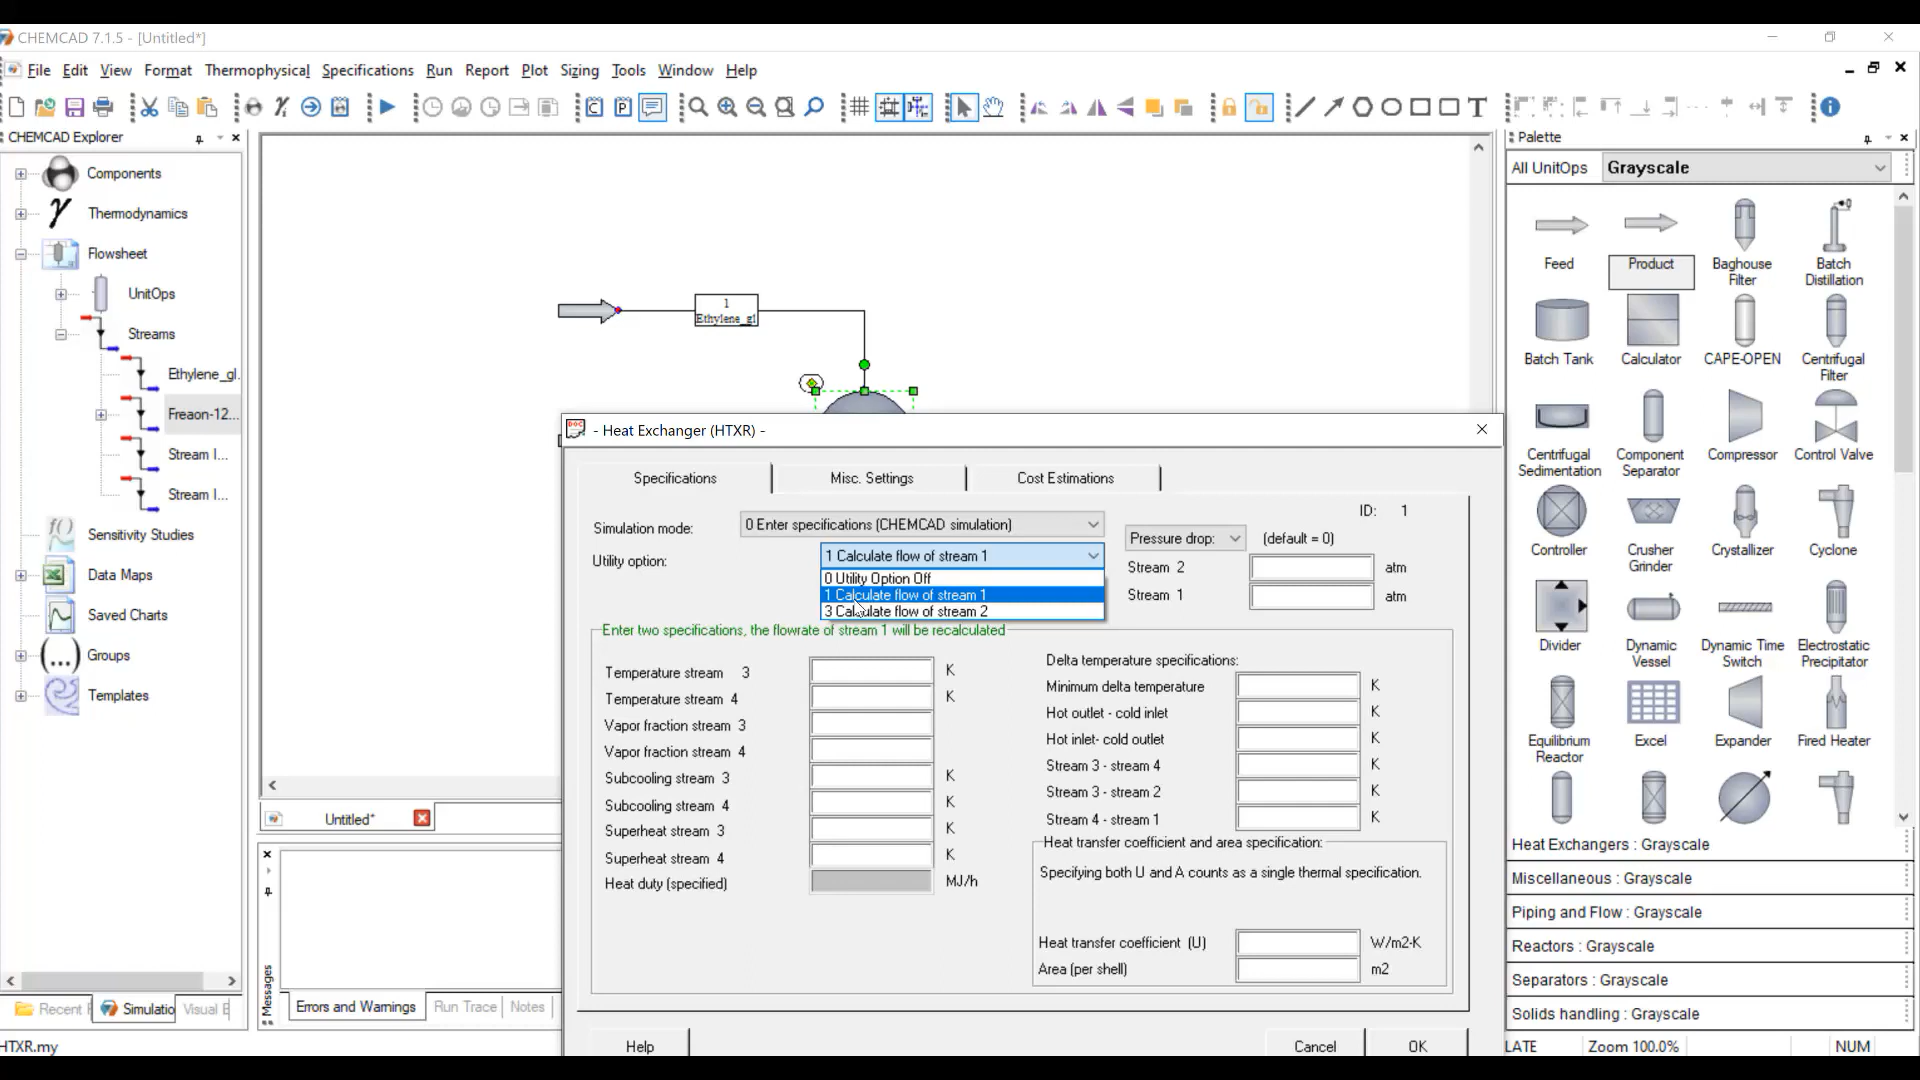 CHEMCAD 7.1.5 - [Untitled*]
File Edit View Format Thermophysical Specifications Run Report Plot Sizing Tools Window Help
CHEMCAD Explorer
Components
Thermodynamics
Flowsheet
UnitOps
Streams
Ethylene_gl.
Freaon-12...
Stream I...
Stream I...
Sensitivity Studies
Data Maps
Saved Charts
Groups
Templates
Recent
Simulatio
Visual
HTXR.my
1
Ethylene_gl
Untitled*
Messages
Errors and Warnings
Run Trace
Notes
- Heat Exchanger (HTXR) -
Specifications
Misc. Settings
Cost Estimations
ID: 1
Simulation mode:
0 Enter specifications (CHEMCAD simulation)
Utility option:
1 Calculate flow of stream 1
0 Utility Option Off
1 Calculate flow of stream 1
3 Calculate flow of stream 2
Pressure drop: (default = 0)
Stream 2 atm
Stream 1 atm
Enter two specifications, the flowrate of stream 1 will be recalculated
Temperature stream 3 K
Temperature stream 4 K
Vapor fraction stream 3
Vapor fraction stream 4
Subcooling stream 3 K
Subcooling stream 4 K
Superheat stream 3 K
Superheat stream 4 K
Heat duty (specified) MJ/h
Delta temperature specifications:
Minimum delta temperature K
Hot outlet - cold inlet K
Hot inlet- cold outlet K
Stream 3 - stream 4 K
Stream 3 - stream 2 K
Stream 4 - stream 1 K
Heat transfer coefficient and area specification:
Specifying both U and A counts as a single thermal specification.
Heat transfer coefficient (U) W/m2-K
Area (per shell) m2
Help
Cancel
OK
Palette
All UnitOps
Grayscale
Feed
Product
Baghouse Filter
Batch Distillation
Batch Tank
Calculator
CAPE-OPEN
Centrifugal Filter
Centrifugal Sedimentation
Component Separator
Compressor
Control Valve
Controller
Crusher Grinder
Crystallizer
Cyclone
Divider
Dynamic Vessel
Dynamic Time Switch
Electrostatic Precipitator
Equilibrium Reactor
Excel
Expander
Fired Heater
Heat Exchangers : Grayscale
Miscellaneous : Grayscale
Piping and Flow : Grayscale
Reactors : Grayscale
Separators : Grayscale
Solids handling : Grayscale
LATE
Zoom 100.0%
NUM